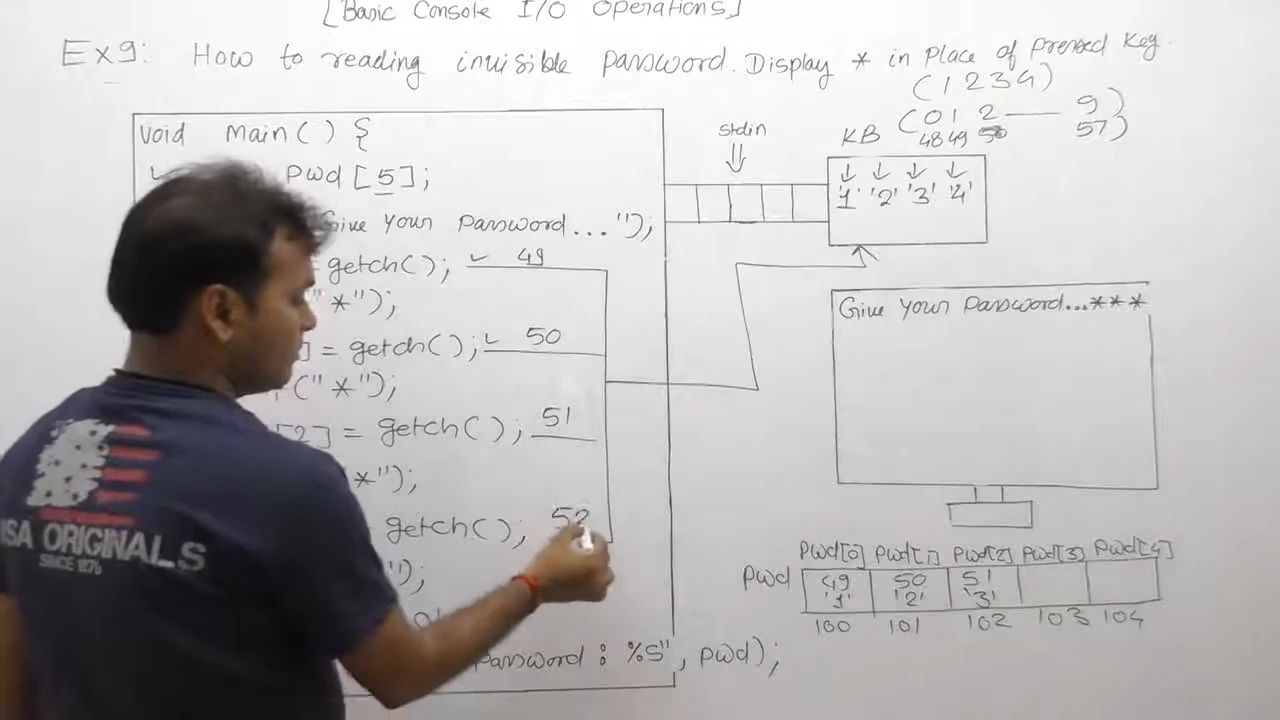 [Basic Console I/O Operations]
Ex9: How to reading invisible password. Display * in place of pressed key.
(1234)
(0 1 2 —— 9)
48 49 50 57)
void main() {
pwd[5];
Give your password...");
= getch(); 49
"*");
] = getch(); 50
("*");
[2] = getch(); 51
*");
getch(); 52
");
password : %s", pwd);
stdin
KB
'1' '2' '3' '4'
Give your password...***
pwd[0] pwd[1] pwd[2] pwd[3] pwd[4]
pwd 49 50 51
'1' '2' '3'
100 101 102 103 104
USA ORIGINALS